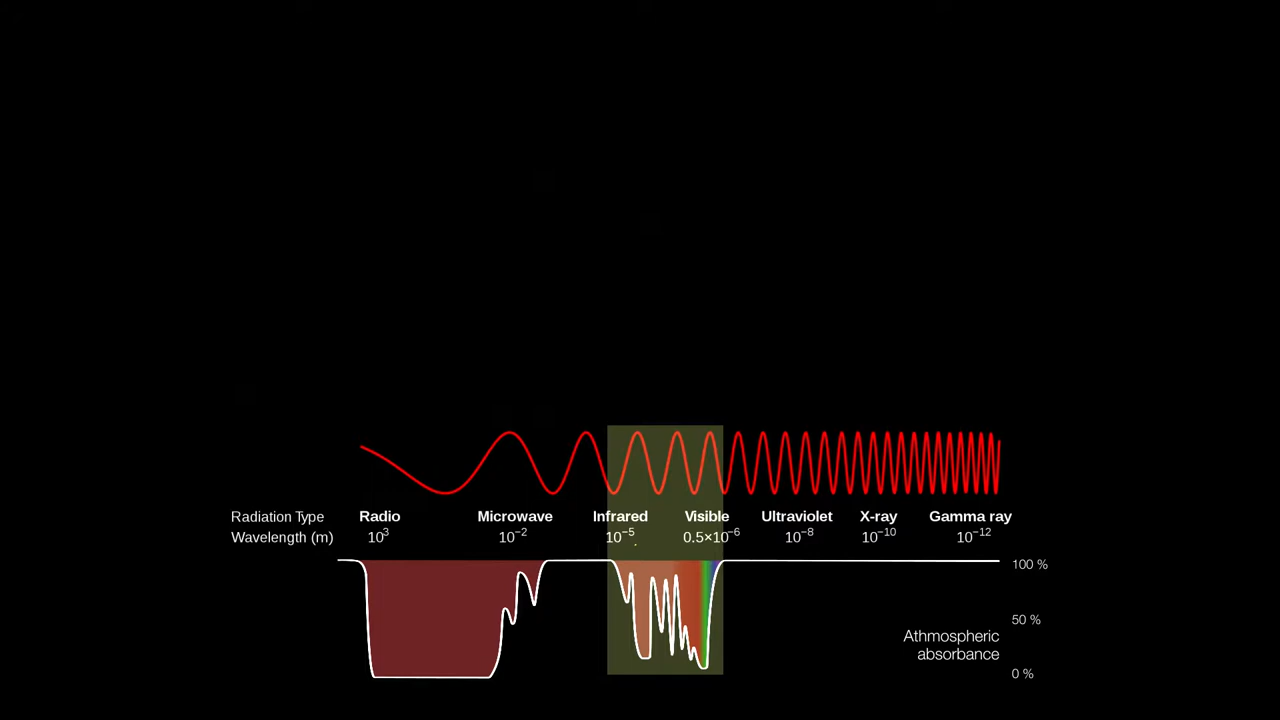 Radiation Type Radio Microwave Infrared Visible Ultraviolet X-ray Gamma ray
Wavelength (m) 10³ 10⁻² 10⁻⁵ 0.5×10⁻⁶ 10⁻⁸ 10⁻¹⁰ 10⁻¹²
100 %
50 %
Athmospheric
absorbance
0 %